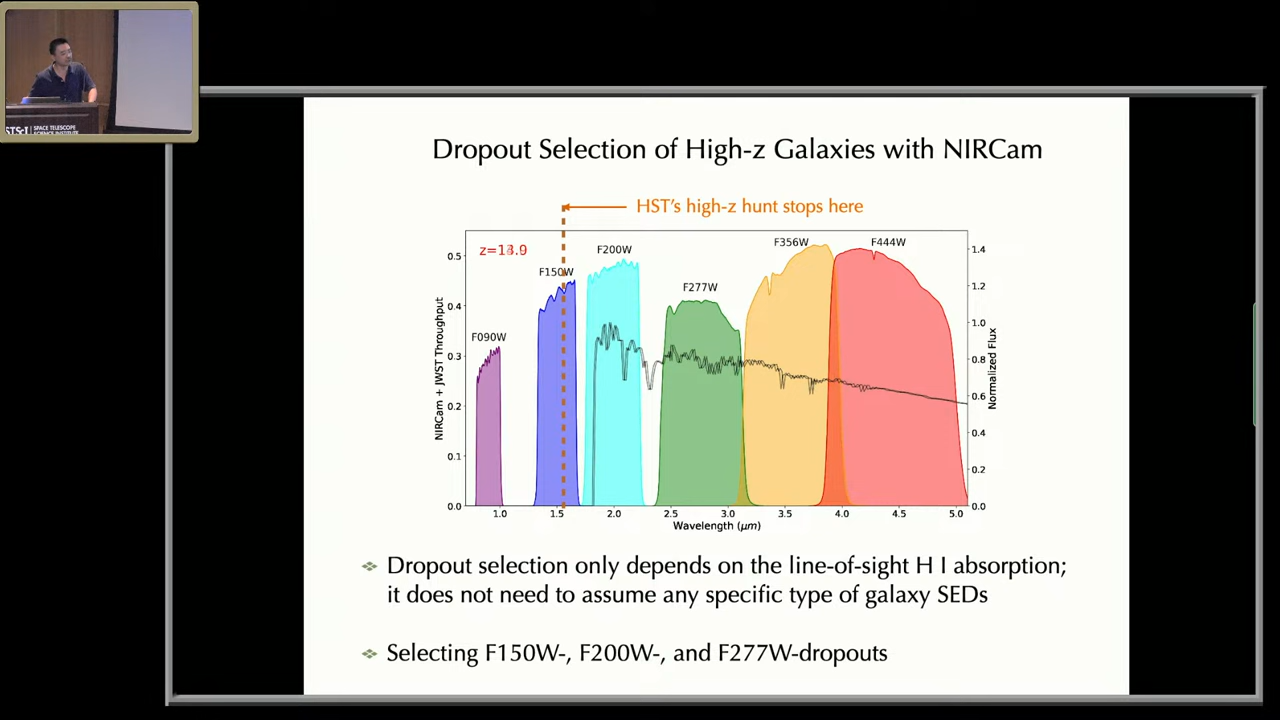 STScI | SPACE TELESCOPE
SCIENCE INSTITUTE
Dropout Selection of High-z Galaxies with NIRCam
HST's high-z hunt stops here
F090W
F150W
F200W
F277W
F356W
F444W
NIRCam + JWST Throughput
0.5
0.4
0.3
0.2
0.1
0.0
1.4
1.2
1.0
0.8
0.6
0.4
0.2
0.0
Normalized Flux
1.0 1.5 2.0 2.5 3.0 3.5 4.0 4.5 5.0
Wavelength (μm)
Dropout selection only depends on the line-of-sight H I absorption;
it does not need to assume any specific type of galaxy SEDs
Selecting F150W-, F200W-, and F277W-dropouts